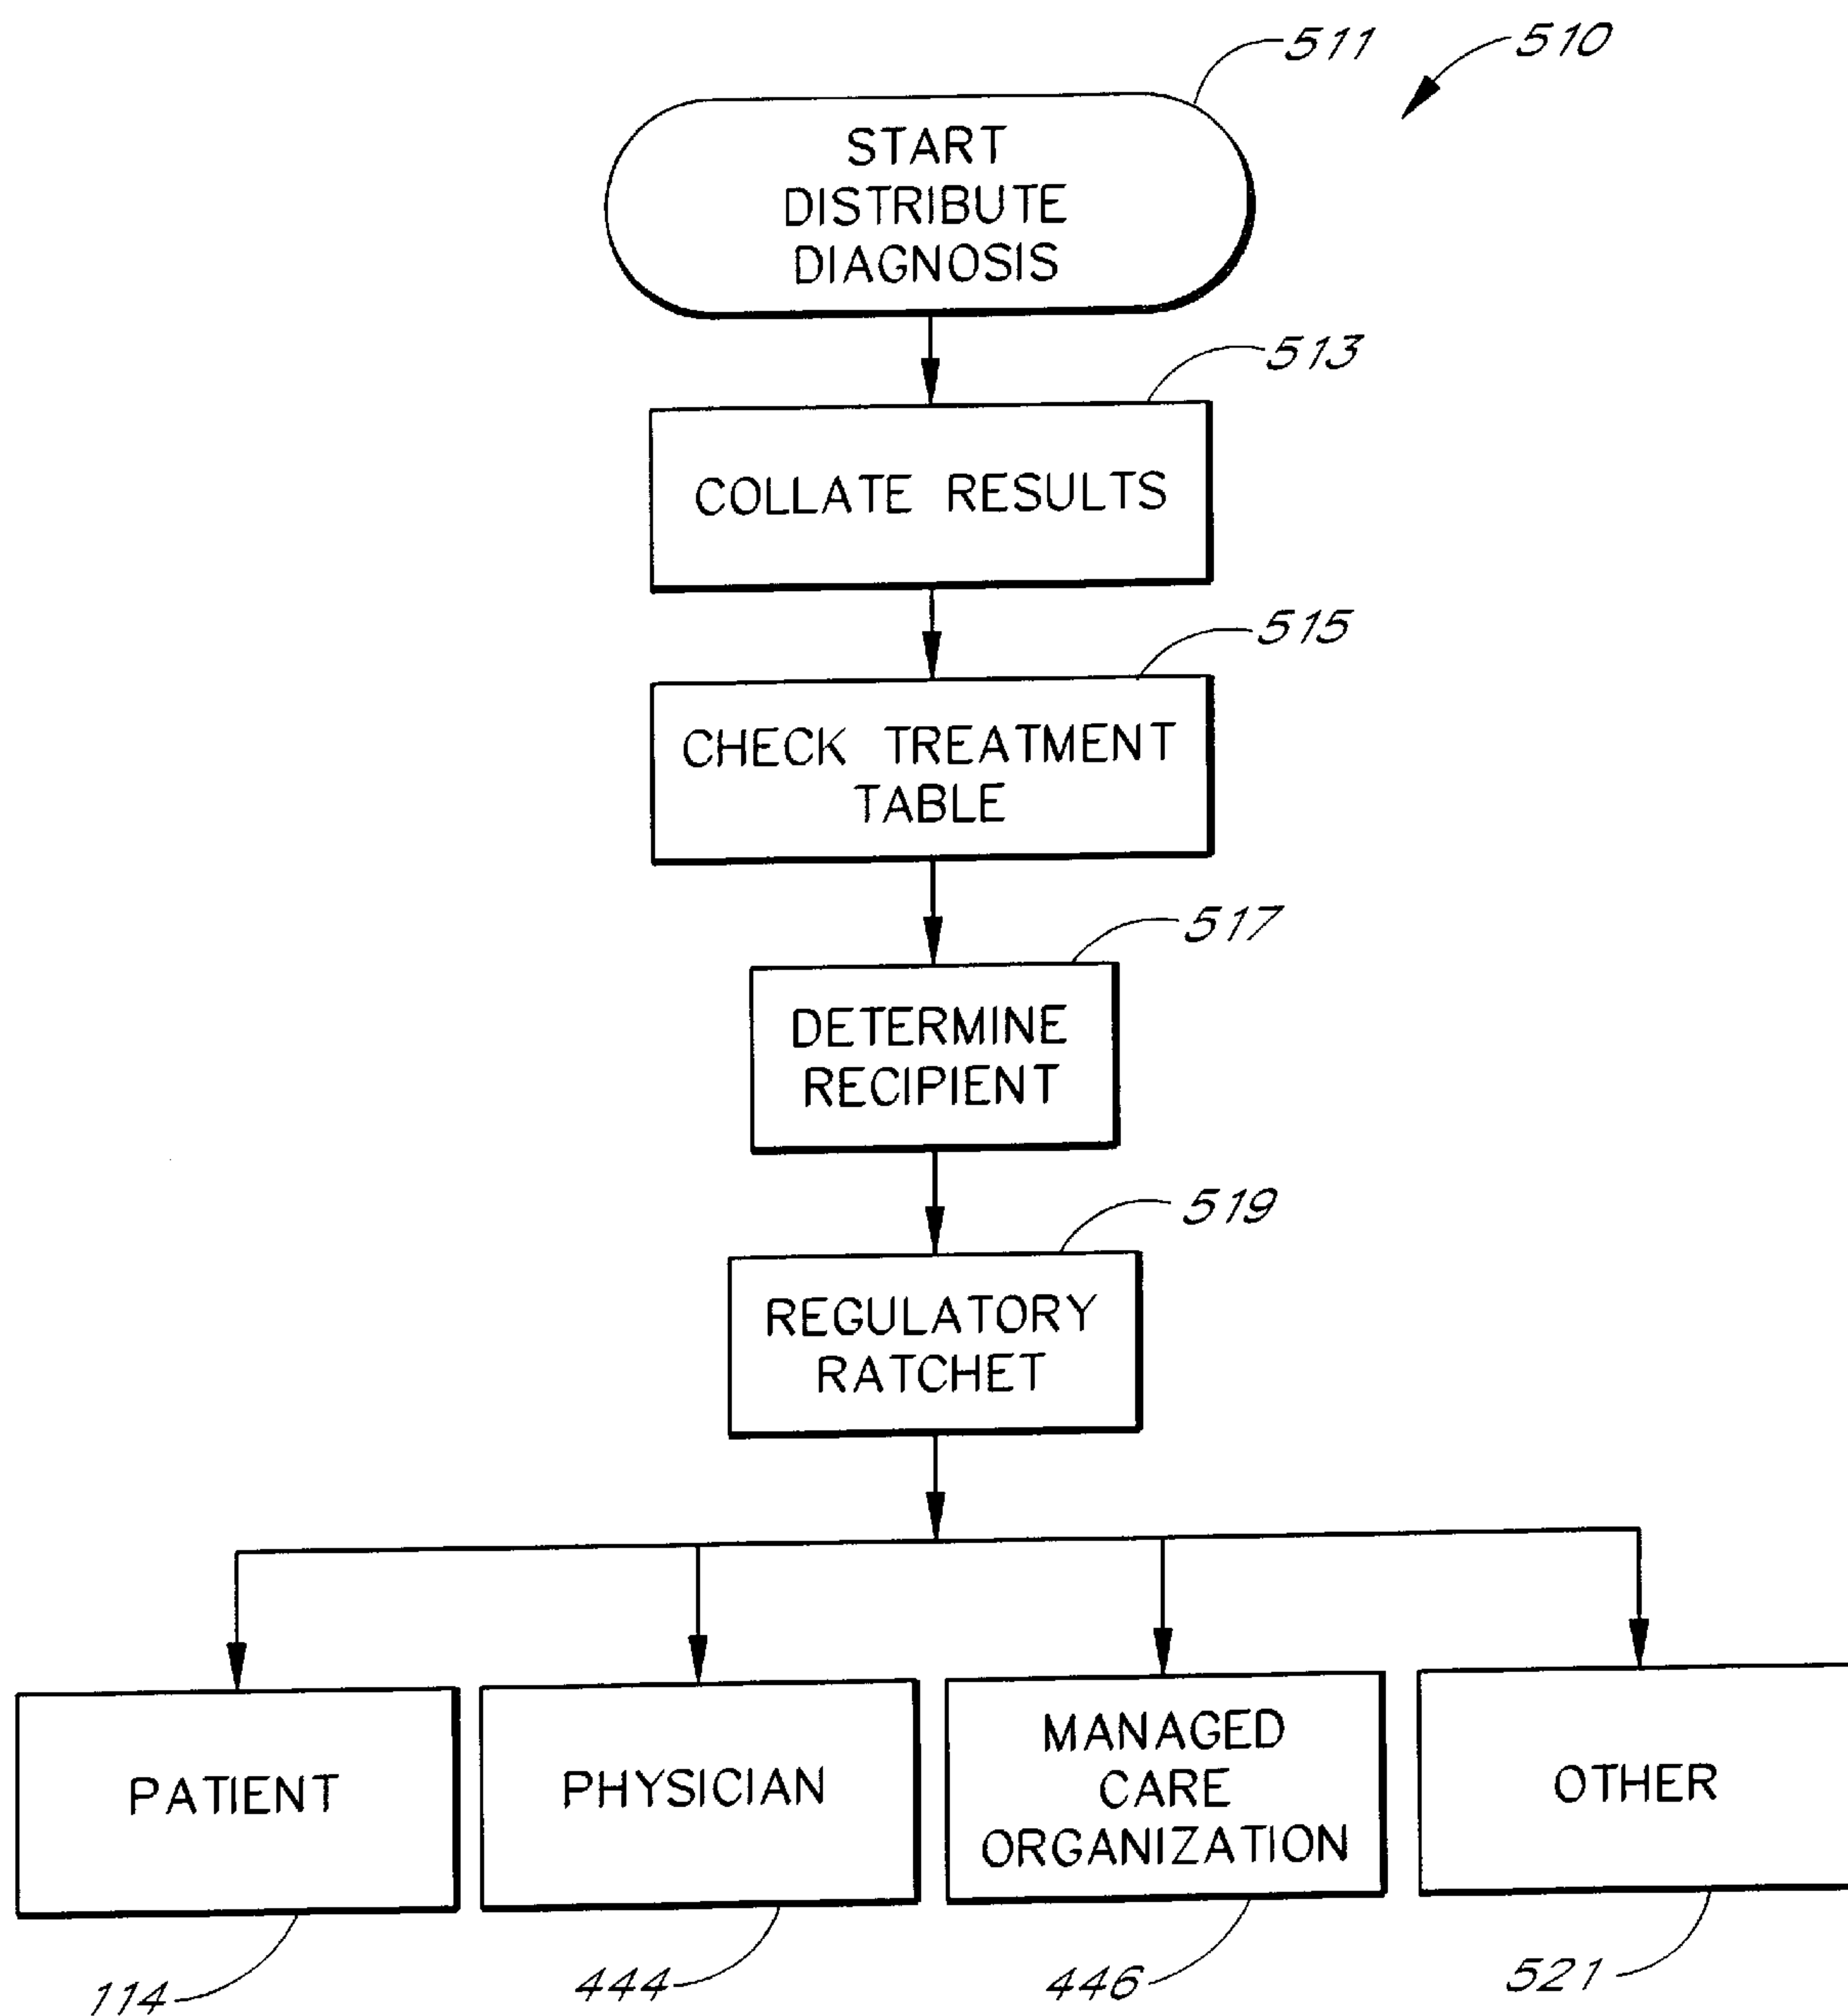 511
510
START
DISTRIBUTE
DIAGNOSIS
513
COLLATE RESULTS
515
CHECK TREATMENT
TABLE
517
DETERMINE
RECIPIENT
519
REGULATORY
RATCHET
PATIENT
PHYSICIAN
MANAGED
CARE
ORGANIZATION
OTHER
114
444
446
521